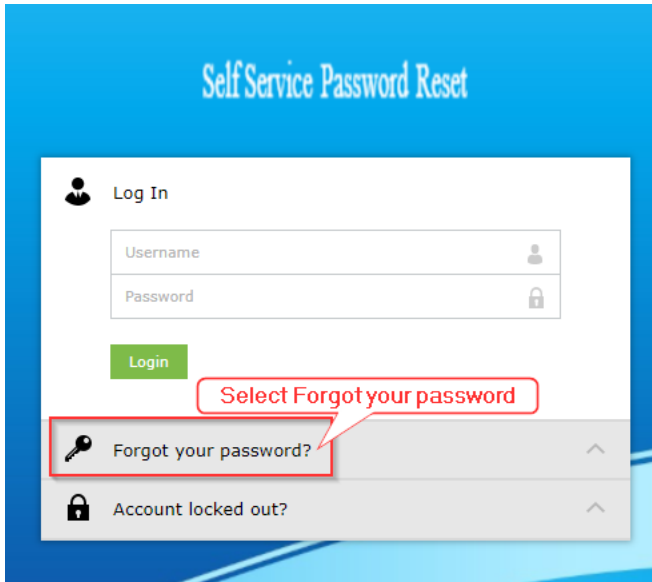 Self Service Password Reset
Log In
Username
Password
Login
Select Forgot your password
Forgot your password?
Account locked out?